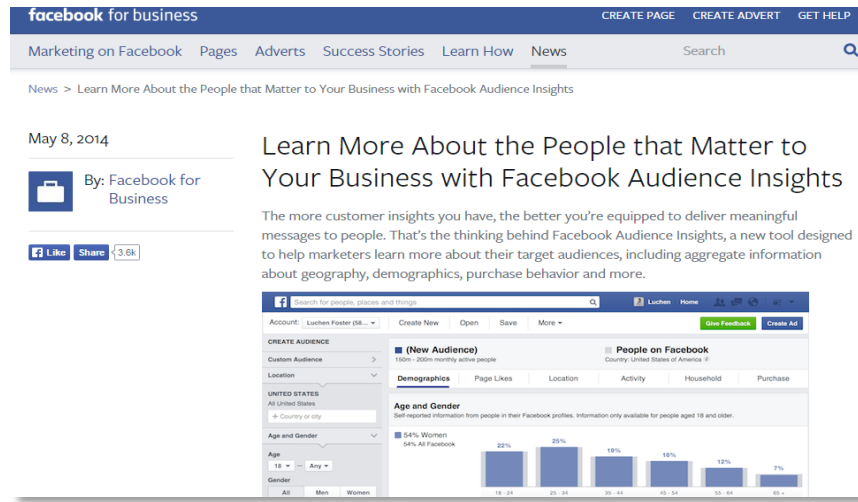 facebook for business
CREATE PAGE CREATE ADVERT GET HELP
Marketing on Facebook Pages Adverts Success Stories Learn How News Search
News > Learn More About the People that Matter to Your Business with Facebook Audience Insights
May 8, 2014
By: Facebook for
Business
Like Share 3.6k
Learn More About the People that Matter to
Your Business with Facebook Audience Insights
The more customer insights you have, the better you're equipped to deliver meaningful
messages to people. That's the thinking behind Facebook Audience Insights, a new tool designed
to help marketers learn more about their target audiences, including aggregate information
about geography, demographics, purchase behavior and more.
Search for people, places and things
Luchen Home
Account: Luchen Foster (58... Create New Open Save More Give Feedback Create Ad
CREATE AUDIENCE
Custom Audience
Location
UNITED STATES
All United States
+ Country or city
Age and Gender
Age
18 – Any
Gender
All Men Women
(New Audience)
150m - 200m monthly active people
People on Facebook
Country: United States of America
Demographics Page Likes Location Activity Household Purchase
Age and Gender
Self-reported information from people in their Facebook profiles. Information only available for people aged 18 and older.
54% Women
54% All Facebook
22% 25% 19% 16% 12% 7%
18 - 24 25 - 34 35 - 44 45 - 54 55 - 64 65 +